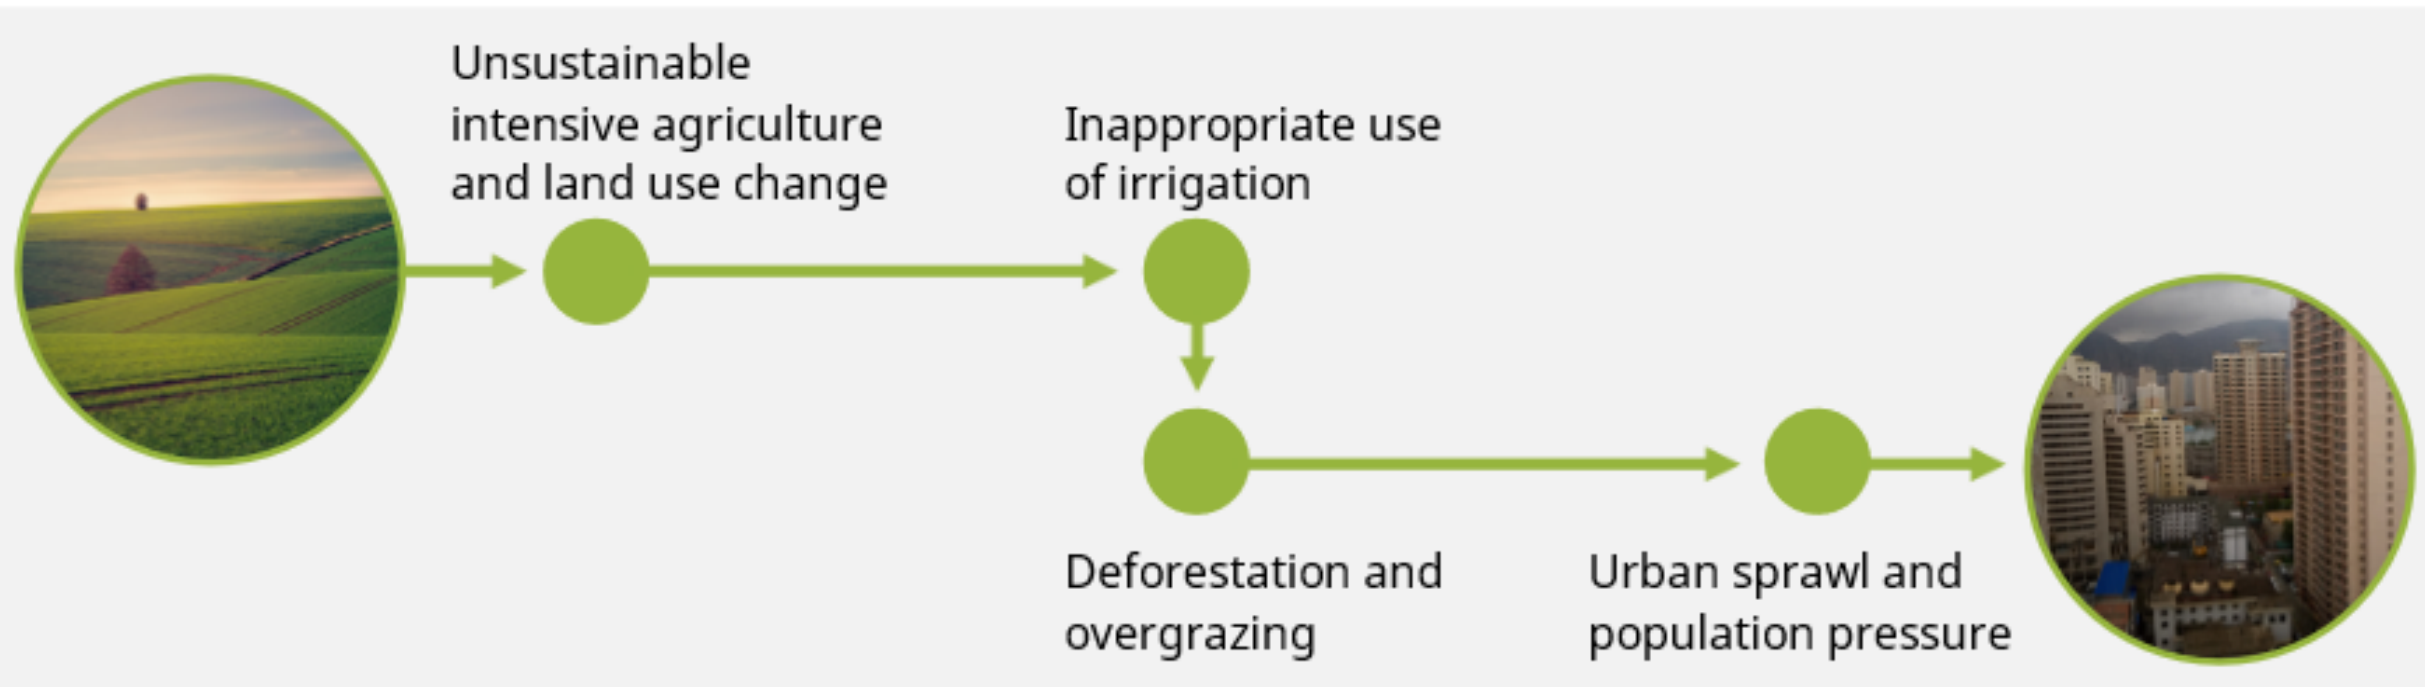 Unsustainable
intensive agriculture
and land use change
Inappropriate use
of irrigation
Deforestation and
overgrazing
Urban sprawl and
population pressure